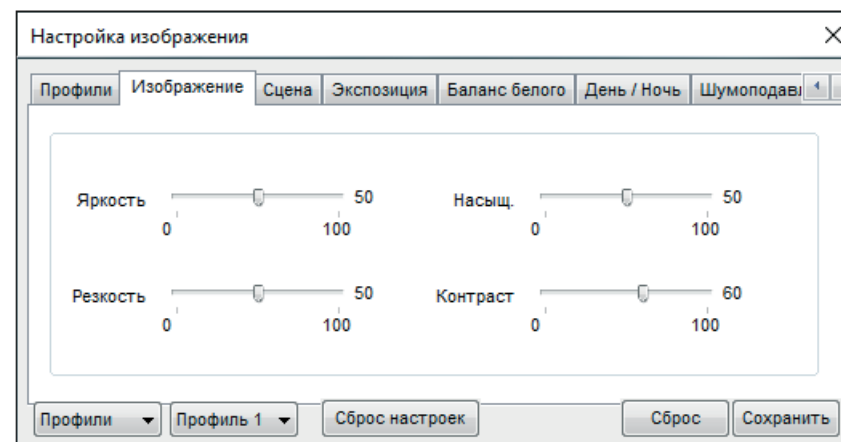 Настройка изображения
Профили Изображение Сцена Экспозиция Баланс белого День / Ночь Шумоподав
Яркость 50 Насыщ. 50
0 100 0 100
Резкость 50 Контраст 60
0 100 0 100
Профили Профиль 1 Сброс настроек Сброс Сохранить